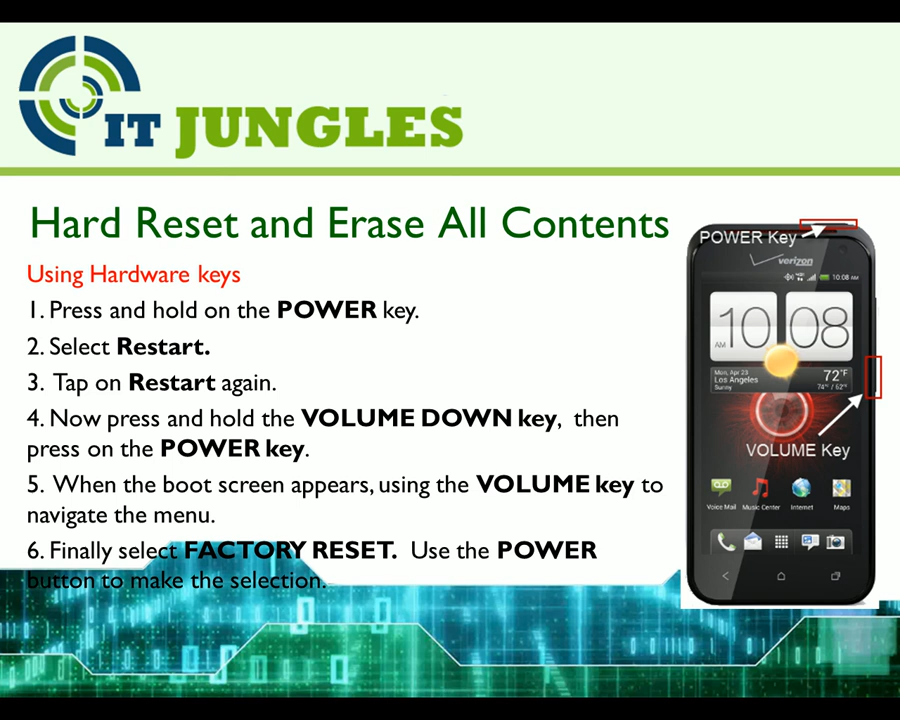 IT JUNGLES
Hard Reset and Erase All Contents
Using Hardware keys
1. Press and hold on the POWER key.
2. Select Restart.
3. Tap on Restart again.
4. Now press and hold the VOLUME DOWN key, then
press on the POWER key.
5. When the boot screen appears, using the VOLUME key to
navigate the menu.
6. Finally select FACTORY RESET. Use the POWER
button to make the selection.
POWER Key
verizon
10:08 AM
10 08
AM
Mon, Apr 23
Los Angeles
Sunny
72°F
74°/62°
VOLUME Key
Voice Mail Music Center Internet Maps